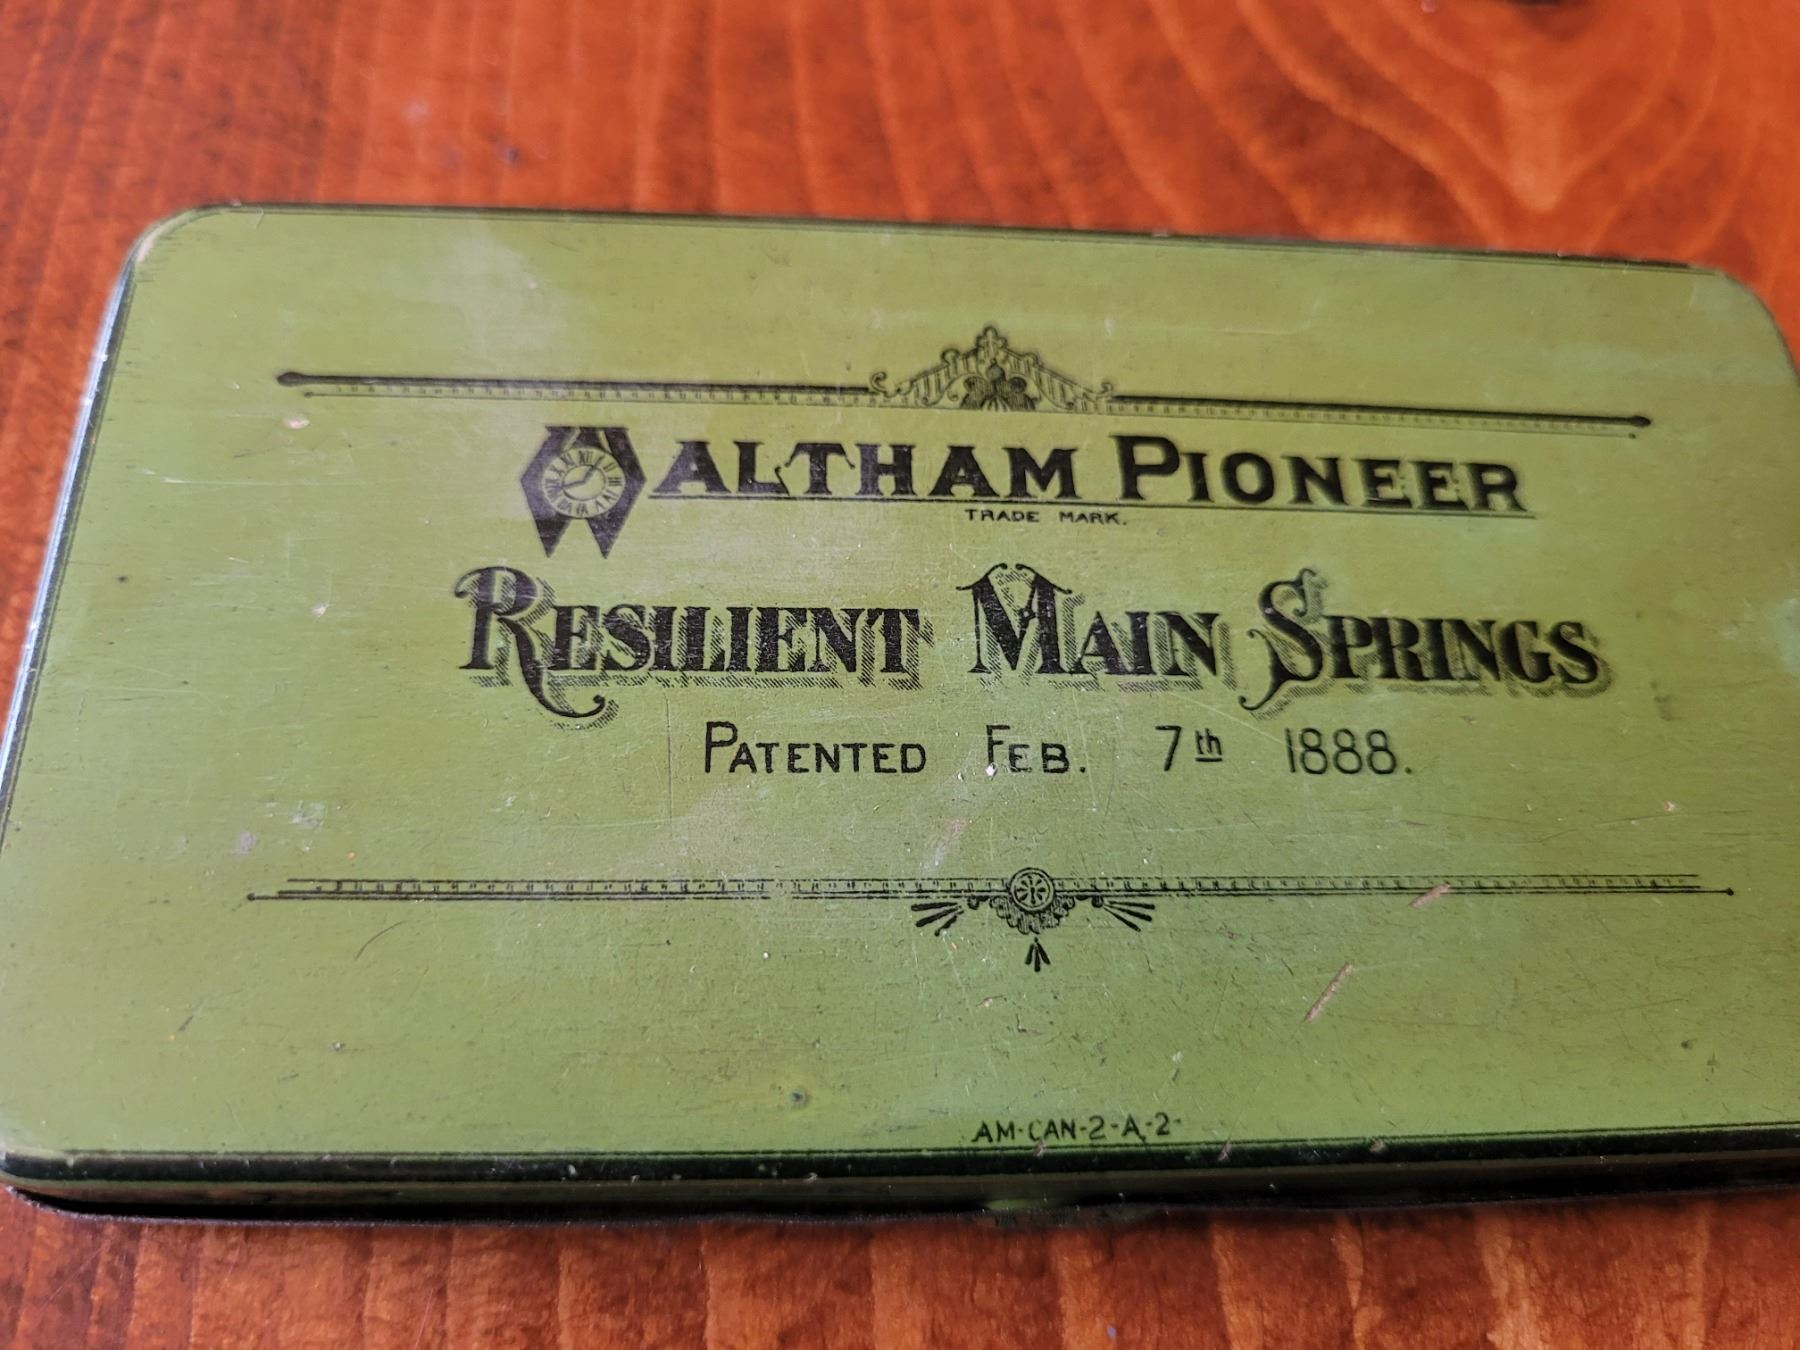 WALTHAM PIONEER
TRADE MARK.
RESILIENT MAIN SPRINGS
PATENTED FEB. 7th 1888.
AM-CAN-2-A-2-